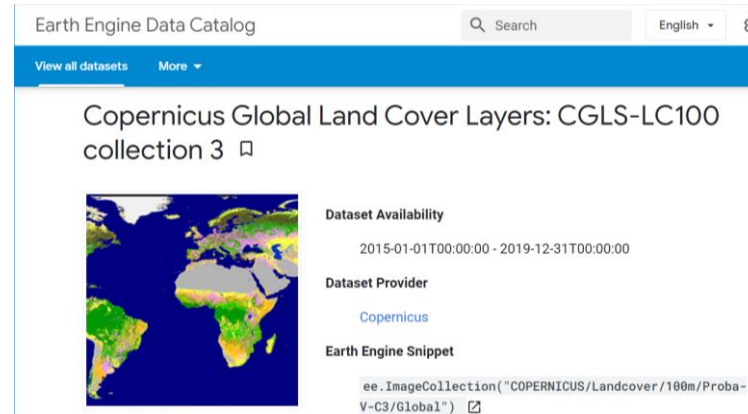 Earth Engine Data Catalog
Search
English
View all datasets
More
Copernicus Global Land Cover Layers: CGLS-LC100
collection 3
Dataset Availability
2015-01-01T00:00:00 - 2019-12-31T00:00:00
Dataset Provider
Copernicus
Earth Engine Snippet
ee.ImageCollection("COPERNICUS/Landcover/100m/Proba-
V-C3/Global")